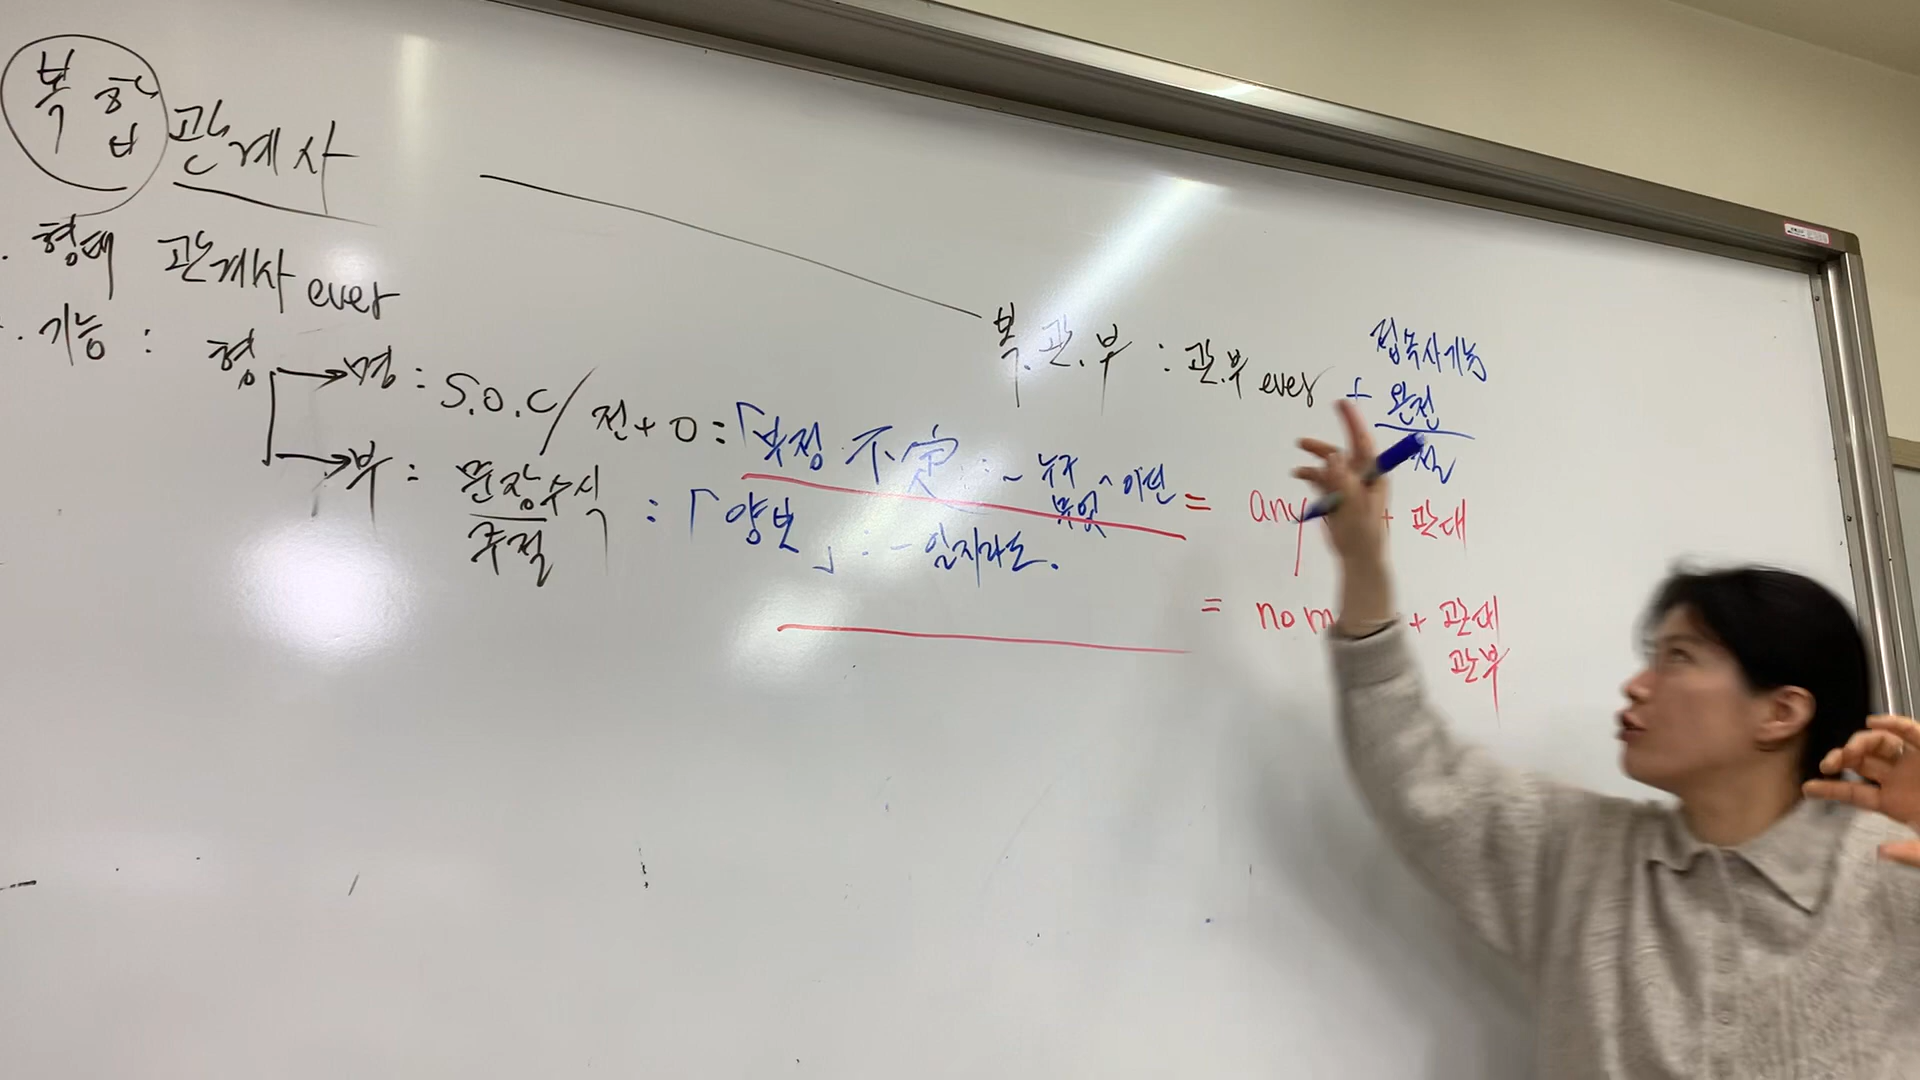 복합관계사
· 형태 관계사 ever
· 기능 : 형
→ 명 : S.O.C / 전+O :「부정 不定 : ~ 누구 무엇 ~이던
→ 부 : 문장수식 :「양보」: ~일지라도.
주절
복.관.부 : 관.부 ever + 완전
접속사기능
= any + 관대
= no m + 관대
관부